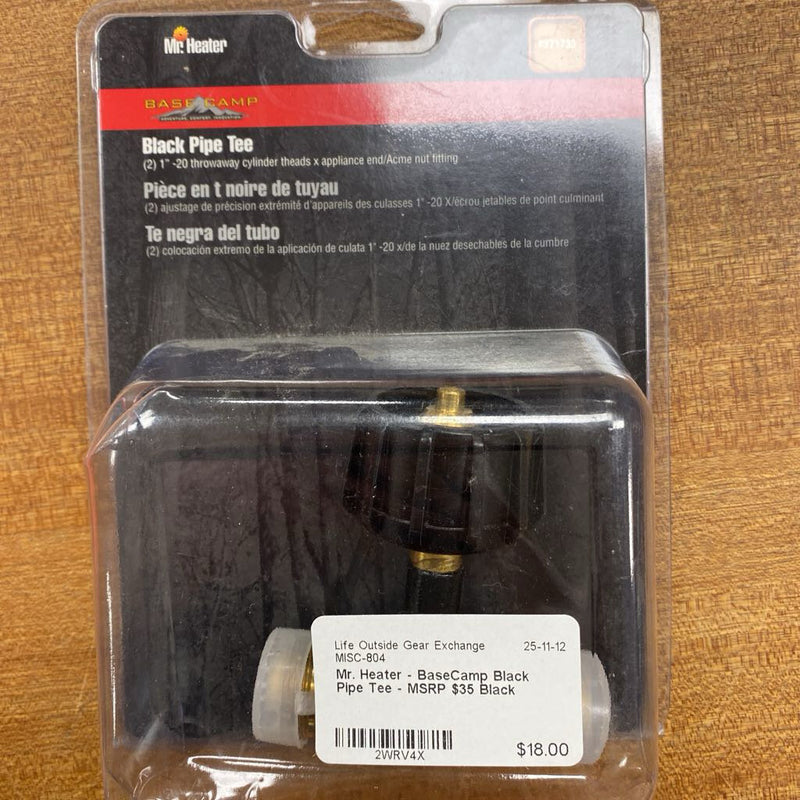 Mr. Heater
BASE CAMP
ADVENTURE. COMFORT. INNOVATION.
Black Pipe Tee
(2) 1" -20 throwaway cylinder theads x appliance end/Acme nut fitting
Pièce en t noire de tuyau
(2) ajustage de précision extrémité d'appareils des culasses 1" -20 X/écrou jetables de point culminant
Te negra del tubo
(2) colocación extremo de la aplicación de culata 1" -20 x/de la nuez desechables de la cumbre
Life Outside Gear Exchange 25-11-12
MISC-804
Mr. Heater - BaseCamp Black
Pipe Tee - MSRP $35 Black
2WRV4X
$18.00